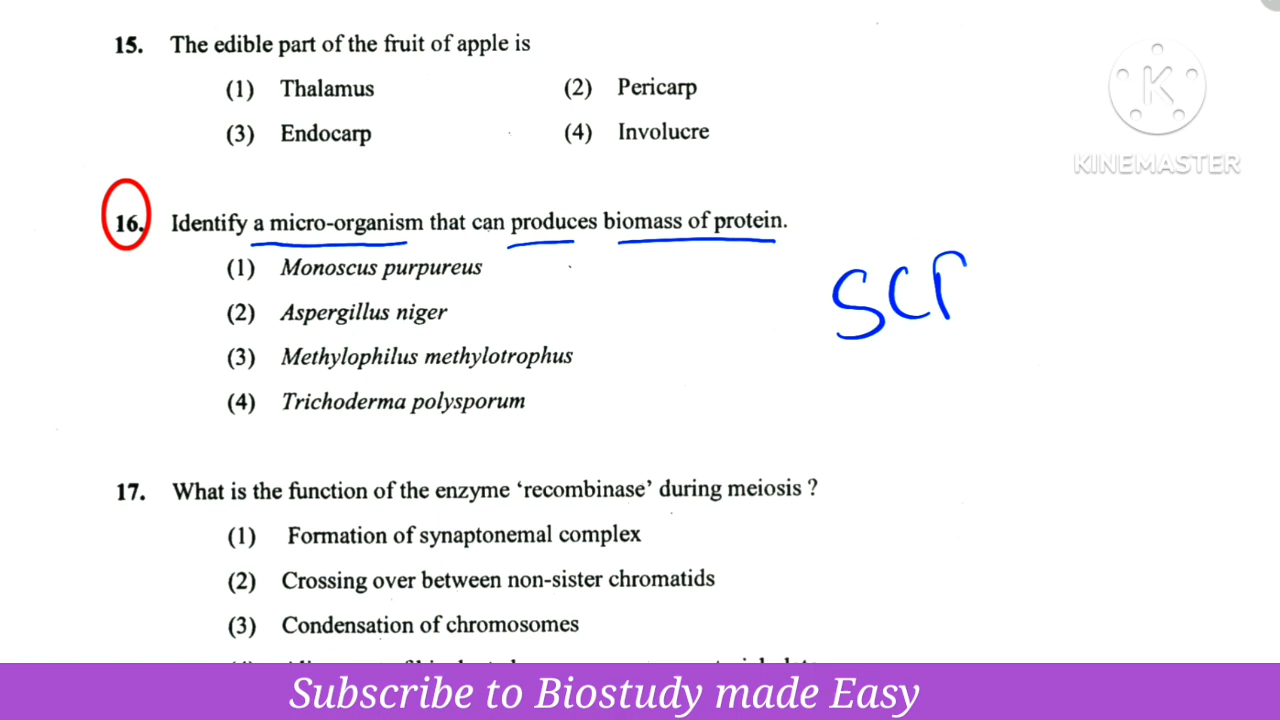 15. The edible part of the fruit of apple is
(1) Thalamus (2) Pericarp
(3) Endocarp (4) Involucre
K
KINEMASTER
16. Identify a micro-organism that can produces biomass of protein.
(1) Monoscus purpureus
(2) Aspergillus niger
(3) Methylophilus methylotrophus
(4) Trichoderma polysporum
SCP
17. What is the function of the enzyme ‘recombinase’ during meiosis ?
(1) Formation of synaptonemal complex
(2) Crossing over between non-sister chromatids
(3) Condensation of chromosomes
Subscribe to Biostudy made Easy